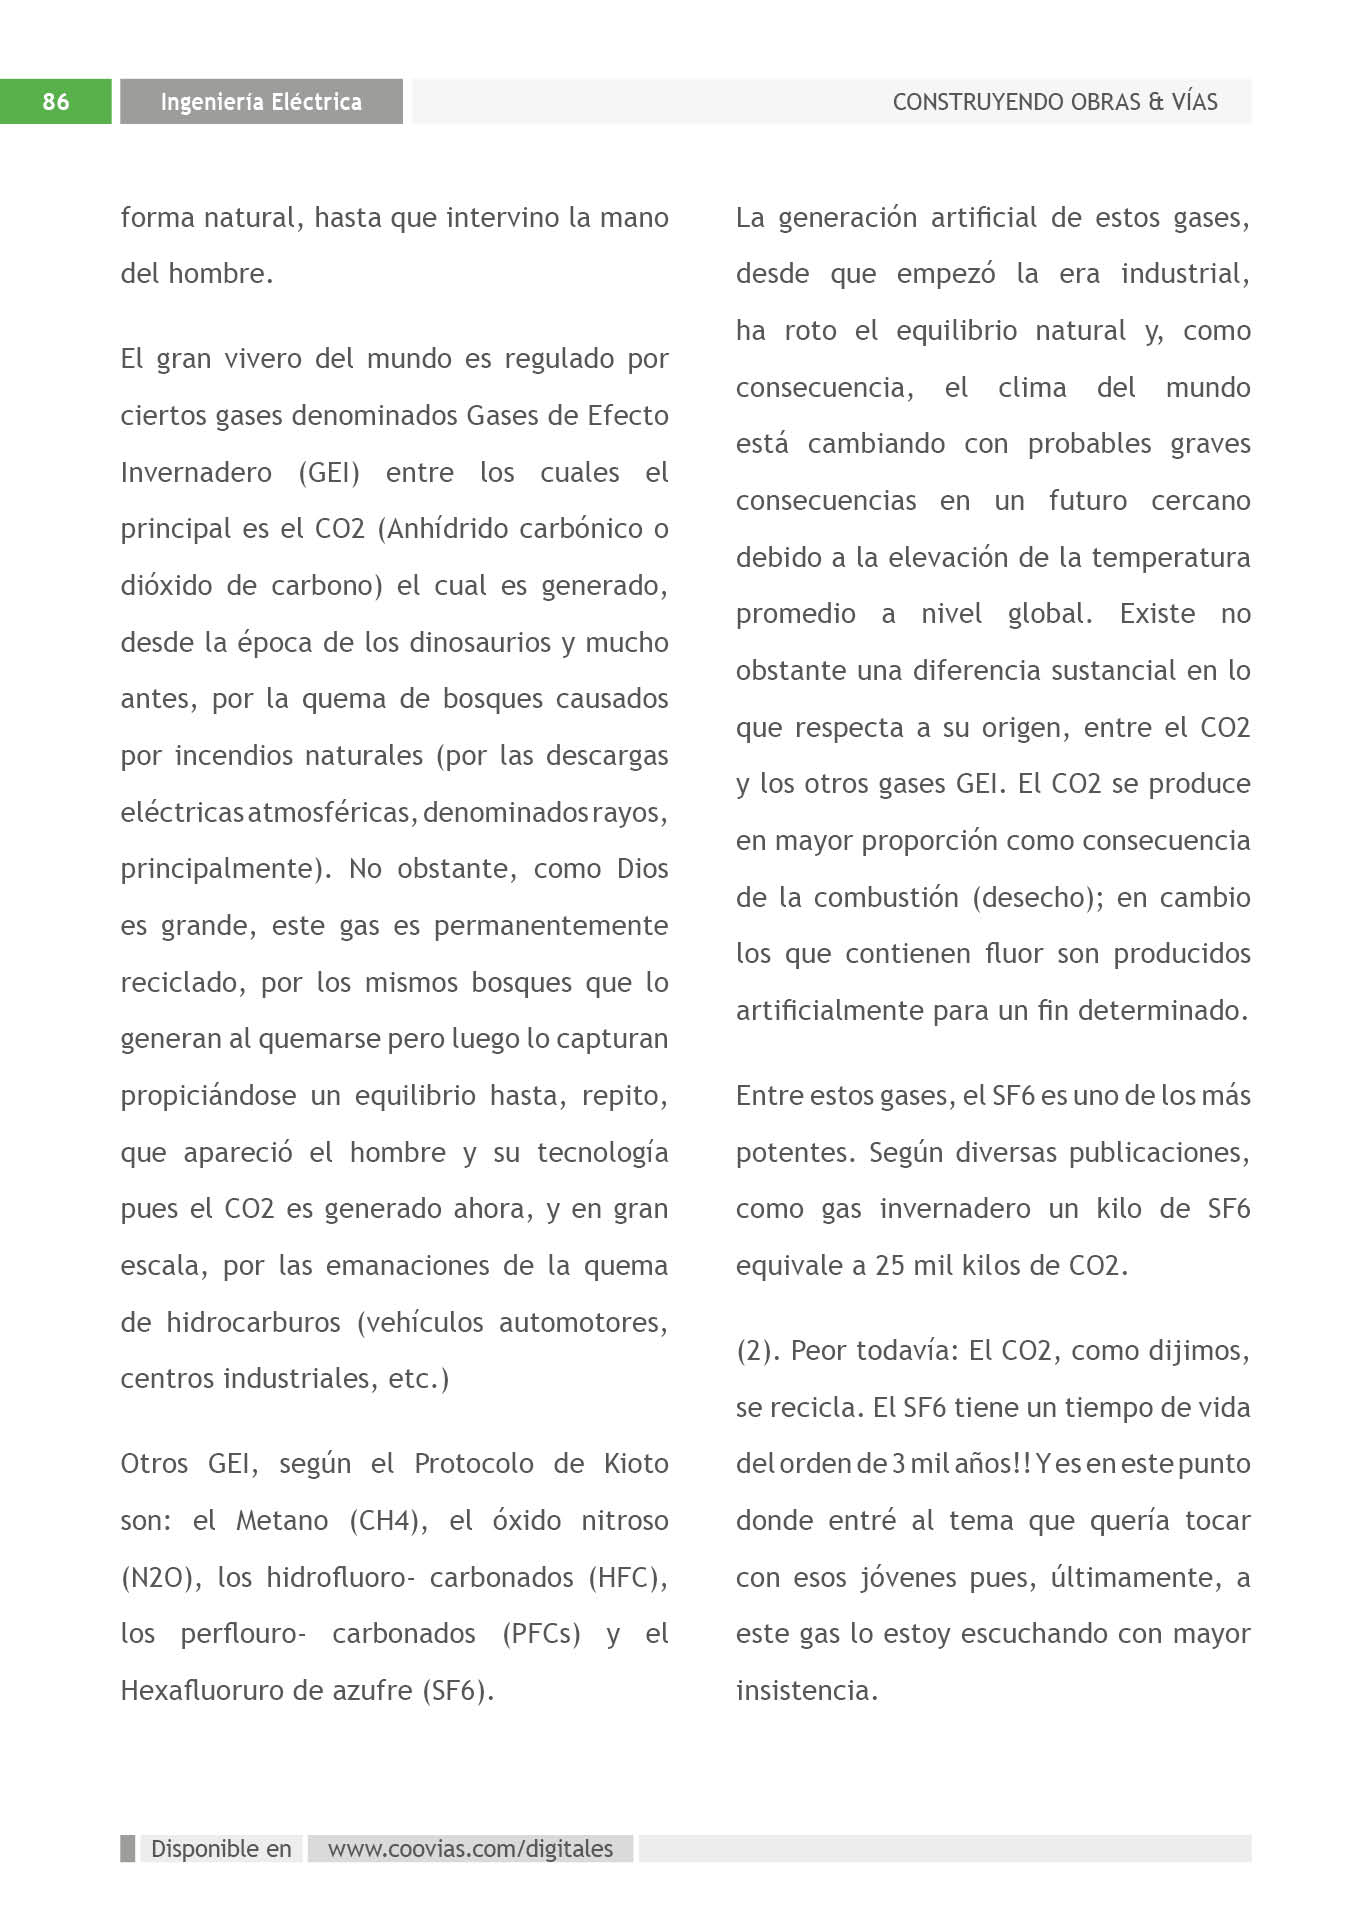 86
Ingeniería Eléctrica
CONSTRUYENDO OBRAS & VÍAS
forma natural, hasta que intervino la mano
del hombre.
El gran vivero del mundo es regulado por
ciertos gases denominados Gases de Efecto
Invernadero (GEI) entre los cuales el
principal es el CO2 (Anhídrido carbónico o
dióxido de carbono) el cual es generado,
desde la época de los dinosaurios y mucho
antes, por la quema de bosques causados
por incendios naturales (por las descargas
eléctricas atmosféricas, denominados rayos,
principalmente). No obstante, como Dios
es grande, este gas es permanentemente
reciclado, por los mismos bosques que lo
generan al quemarse pero luego lo capturan
propiciándose un equilibrio hasta, repito,
que apareció el hombre y su tecnología
pues el CO2 es generado ahora, y en gran
escala, por las emanaciones de la quema
de hidrocarburos (vehículos automotores,
centros industriales, etc.)
Otros GEI, según el Protocolo de Kioto
son: el Metano (CH4), el óxido nitroso
(N2O), los hidrofluoro- carbonados (HFC),
los perflouro- carbonados (PFCs) y el
Hexafluoruro de azufre (SF6).
La generación artificial de estos gases,
desde que empezó la era industrial,
ha roto el equilibrio natural y, como
consecuencia, el clima del mundo
está cambiando con probables graves
consecuencias en un futuro cercano
debido a la elevación de la temperatura
promedio a nivel global. Existe no
obstante una diferencia sustancial en lo
que respecta a su origen, entre el CO2
y los otros gases GEI. El CO2 se produce
en mayor proporción como consecuencia
de la combustión (desecho); en cambio
los que contienen fluor son producidos
artificialmente para un fin determinado.
Entre estos gases, el SF6 es uno de los más
potentes. Según diversas publicaciones,
como gas invernadero un kilo de SF6
equivale a 25 mil kilos de CO2.
(2). Peor todavía: El CO2, como dijimos,
se recicla. El SF6 tiene un tiempo de vida
del orden de 3 mil años!! Y es en este punto
donde entré al tema que quería tocar
con esos jóvenes pues, últimamente, a
este gas lo estoy escuchando con mayor
insistencia.
Disponible en
www.coovias.com/digitales